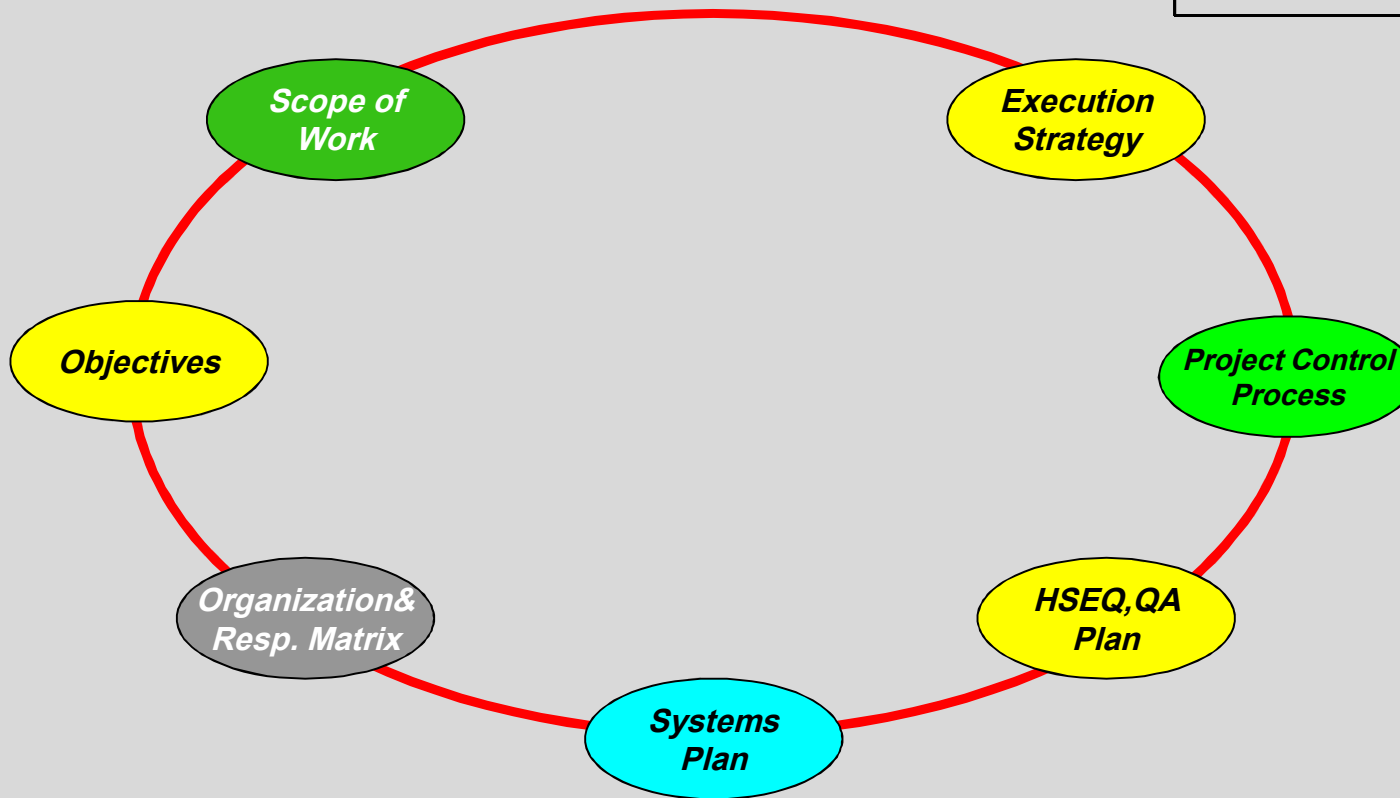 Scope of
Work
Execution
Strategy
Objectives
Project Control
Process
Organization&
Resp. Matrix
HSEQ,QA
Plan
Systems
Plan